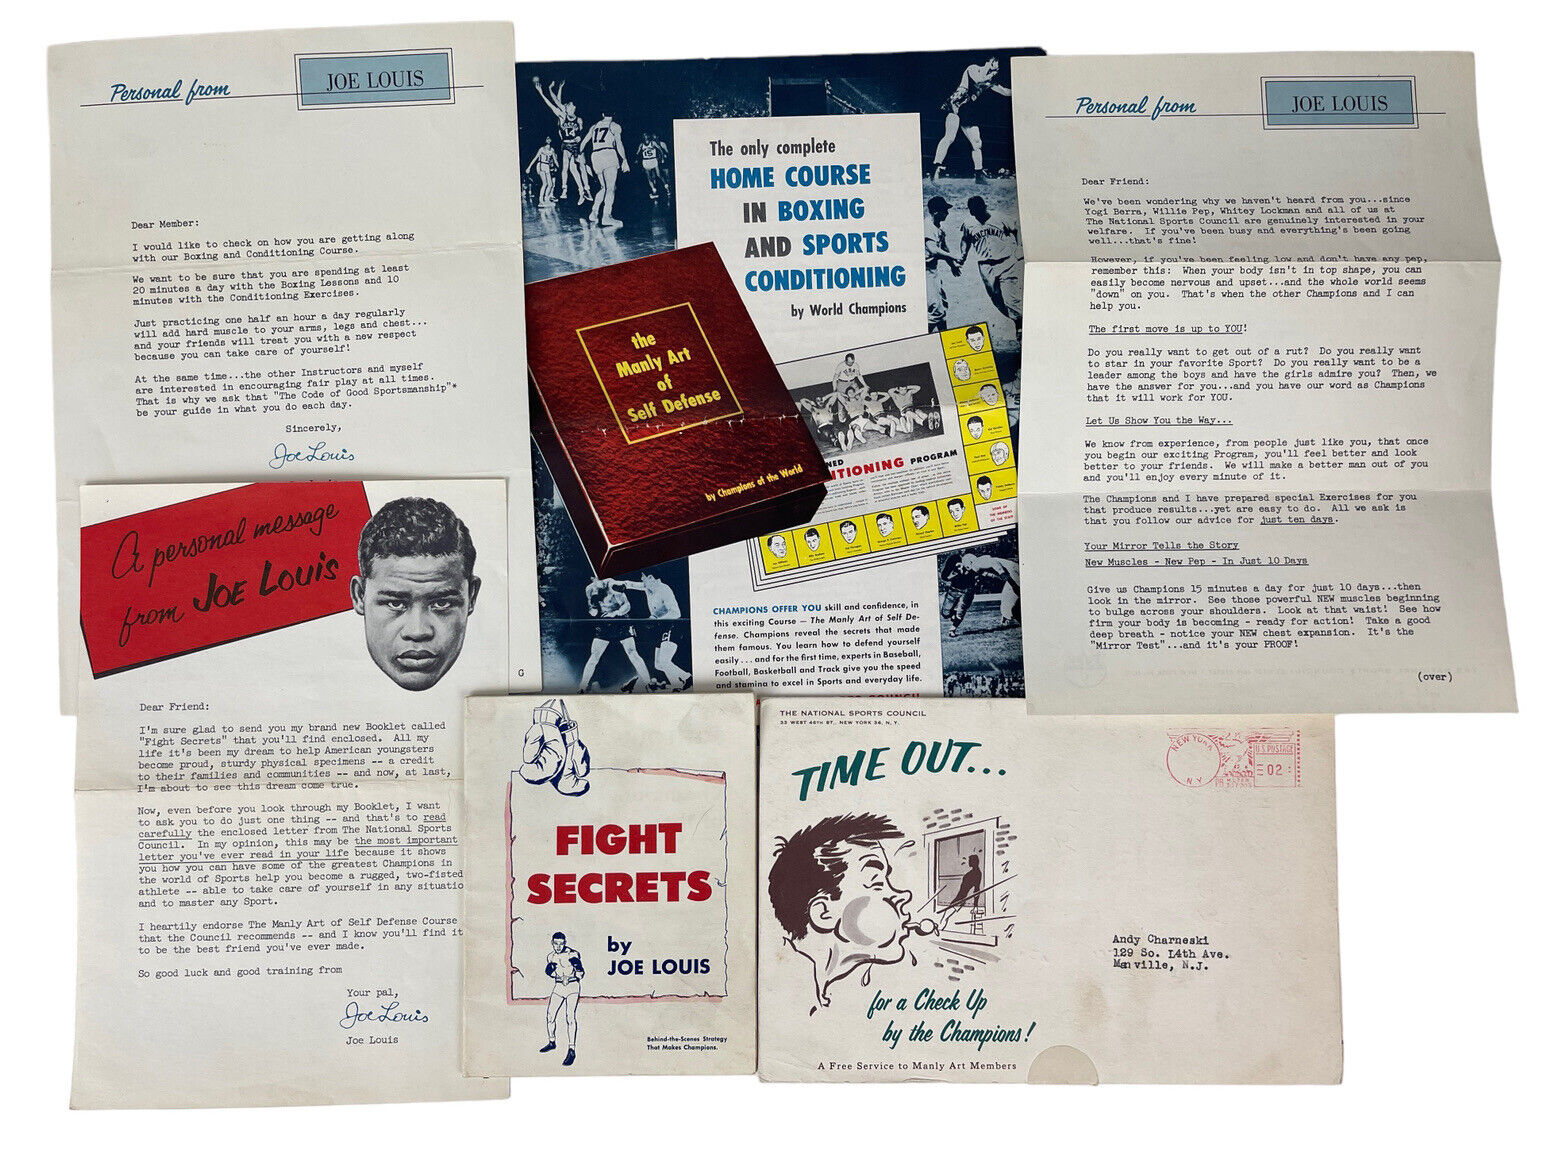 Personal from
JOE LOUIS
Dear Member:
I would like to check on how you are getting along
with our Boxing and Conditioning Course.
We want to be sure that you are spending at least
20 minutes a day with the Boxing Lessons and 10
minutes with the Conditioning Exercises.
Just practicing one half an hour a day regularly
will add hard muscle to your arms, legs and chest...
and your friends will treat you with a new respect
because you can take care of yourself!
At the same time...the other Instructors and myself
are interested in encouraging fair play at all times.
That is why we ask that "The Code of Good Sportsmanship"*
be your guide in what you do each day.
Sincerely,
Joe Louis
The only complete
HOME COURSE
IN BOXING
AND SPORTS
CONDITIONING
by World Champions
14
17
15
the
Manly Art
of
Self Defense
by Champions of the World
PROGRAM
CHAMPIONS OFFER YOU skill and confidence, in
this exciting Course — The Manly Art of Self De-
fense. Champions reveal the secrets that made
them famous. You learn how to defend yourself
easily ... and for the first time, experts in Baseball,
Football, Basketball and Track give you the speed
and stamina to excel in Sports and everyday life.
Personal from
JOE LOUIS
Dear Friend:
We've been wondering why we haven't heard from you...since
Yogi Berra, Willie Pep, Whitey Lockman and all of us at
The National Sports Council are genuinely interested in your
welfare. If you've been busy and everything's been going
well...that's fine!
However, if you've been feeling low and don't have any pep,
remember this: When your body isn't in top shape, you can
easily become nervous and upset...and the whole world seems
"down" on you. That's when the other Champions and I can
help you.
The first move is up to YOU!
Do you really want to get out of a rut? Do you really want
to star in your favorite Sport? Do you really want to be a
leader among the boys and have the girls admire you? Then, we
have the answer for you...and you have our word as Champions
that it will work for YOU.
Let Us Show You the Way...
We know from experience, from people just like you, that once
you begin our exciting Program, you'll feel better and look
better to your friends. We will make a better man out of you
and you'll enjoy every minute of it.
The Champions and I have prepared special Exercises for you
that produce results...yet are easy to do. All we ask is
that you follow our advice for just ten days.
Your Mirror Tells the Story
New Muscles - New Pep - In Just 10 Days
Give us Champions 15 minutes a day for just 10 days...then
look in the mirror. See those powerful NEW muscles beginning
to bulge across your shoulders. Look at that waist! See how
firm your body is becoming - ready for action! Take a good
deep breath - notice your NEW chest expansion. It's the
"Mirror Test"...and it's your PROOF!
(over)
A personal message
from JOE LOUIS
G
Dear Friend:
I'm sure glad to send you my brand new Booklet called
"Fight Secrets" that you'll find enclosed. All my
life it's been my dream to help American youngsters
become proud, sturdy physical specimens -- a credit
to their families and communities -- and now, at last,
I'm about to see this dream come true.
Now, even before you look through my Booklet, I want
to ask you to do just one thing -- and that's to read
carefully the enclosed letter from The National Sports
Council. In my opinion, this may be the most important
letter you've ever read in your life because it shows
you how you can have some of the greatest Champions in
the world of Sports help you become a rugged, two-fisted
athlete -- able to take care of yourself in any situatio
and to master any Sport.
I heartily endorse The Manly Art of Self Defense Course
that the Council recommends -- and I know you'll find it
to be the best friend you've ever made.
So good luck and good training from
Your pal,
Joe Louis
Joe Louis
FIGHT
SECRETS
by
JOE LOUIS
Behind-the-Scenes Strategy
That Makes Champions.
THE NATIONAL SPORTS COUNCIL
33 WEST 46TH ST., NEW YORK 36, N.Y.
TIME OUT...
for a Check Up
by the Champions!
A Free Service to Manly Art Members
NEW YORK
N.Y.
U.S. POSTAGE
02
Andy Charneski
129 So. 14th Ave.
Manville, N.J.